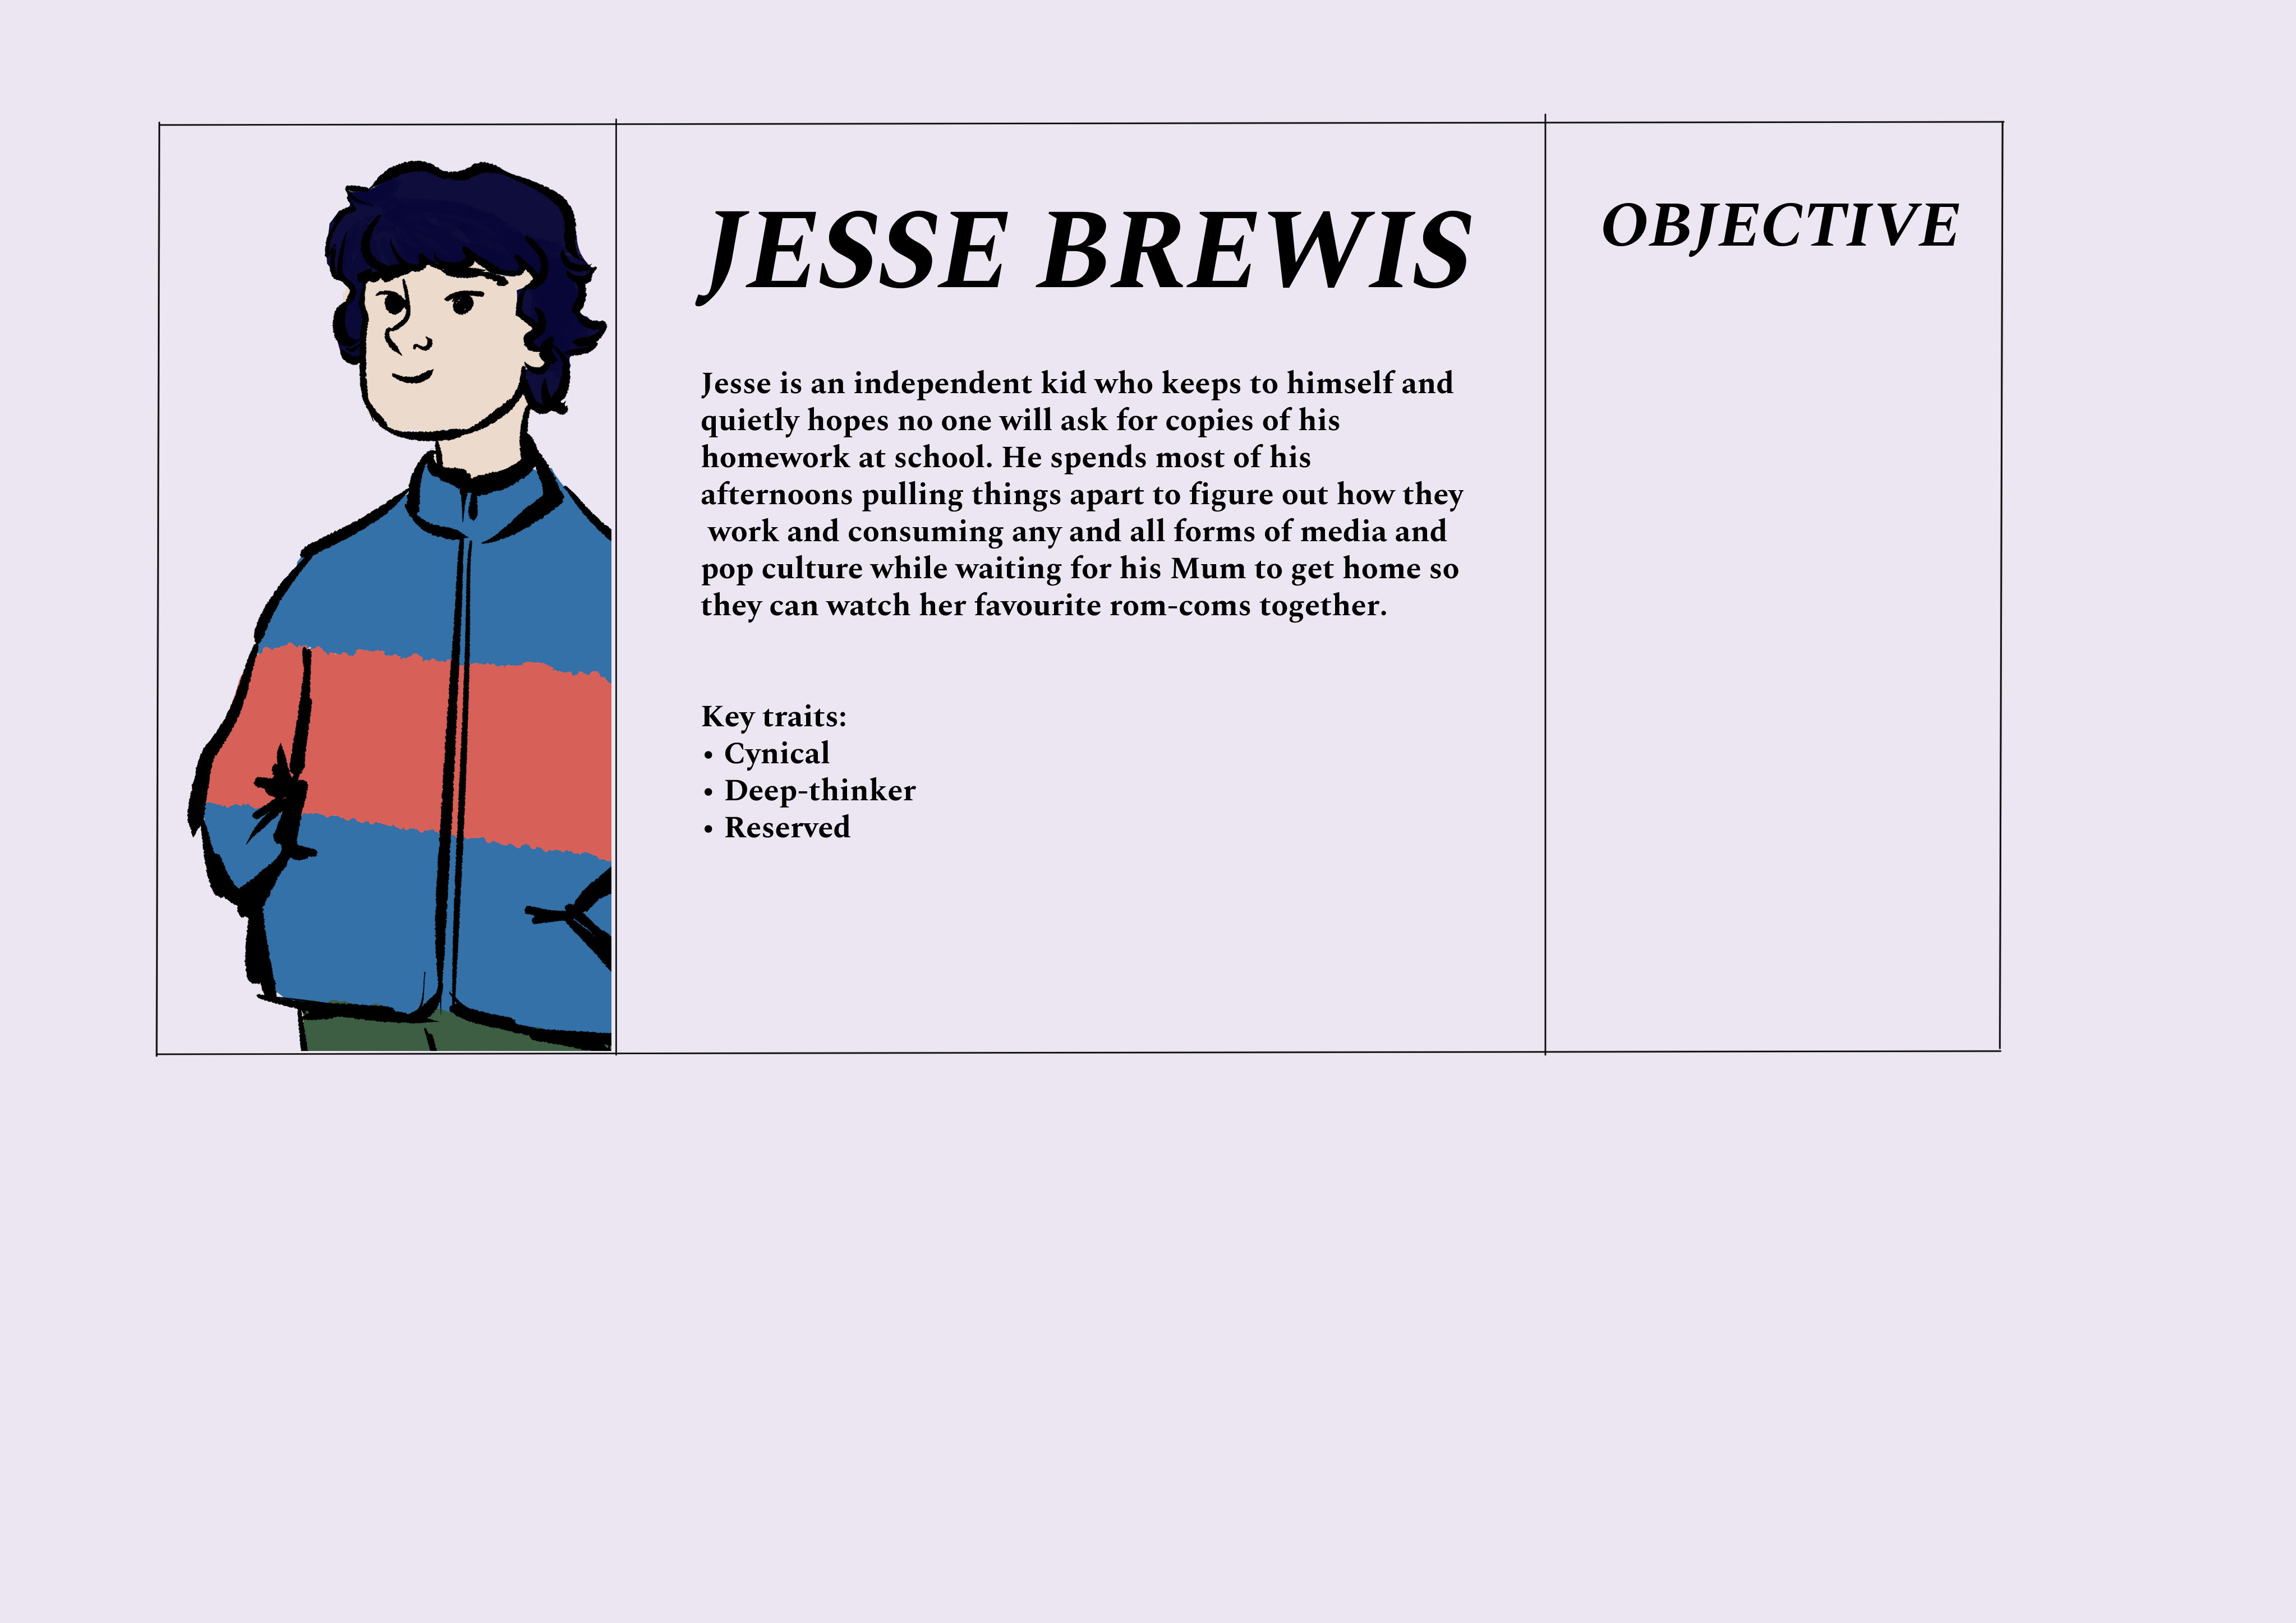 JESSE BREWIS
OBJECTIVE
Jesse is an independent kid who keeps to himself and
quietly hopes no one will ask for copies of his
homework at school. He spends most of his
afternoons pulling things apart to figure out how they
work and consuming any and all forms of media and
pop culture while waiting for his Mum to get home so
they can watch her favourite rom-coms together.
Key traits:
• Cynical
• Deep-thinker
• Reserved